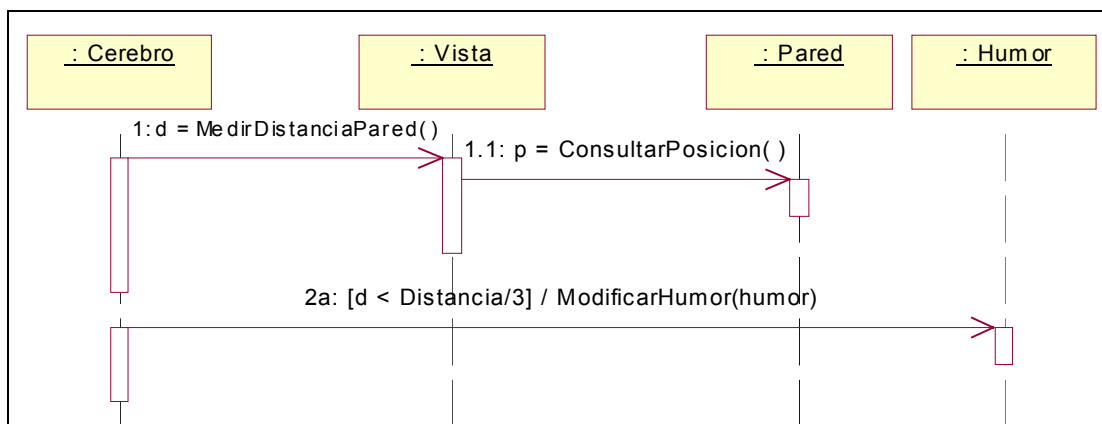 : Cerebro
: Vista
: Pared
: Humor
1: d = MedirDistanciaPared()
1.1: p = ConsultarPosicion( )
2a: [d < Distancia/3] / ModificarHumor(humor)